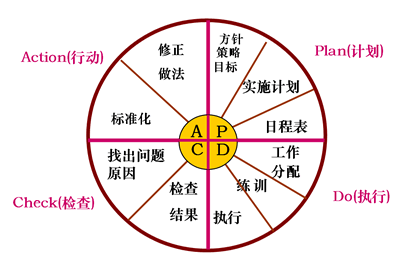 Action(行动)
Plan(计划)
Check(检查)
Do(执行)
修正
做法
标准化
方针
策略
目标
实施计划
日程表
A P
C D
找出问题
原因
检查
结果
工作
分配
练 训
执行